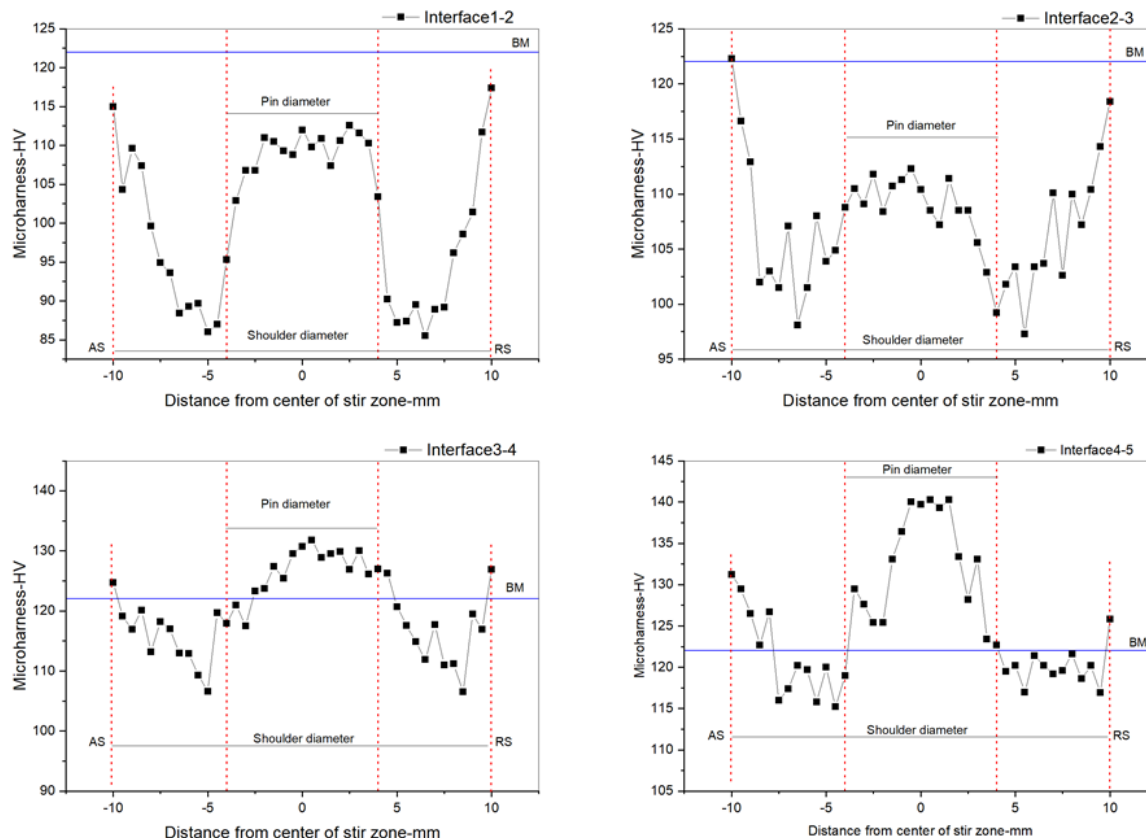 Interface1-2
125
120
115
110
105
100
95
90
85
BM
Pin diameter
Shoulder diameter
AS
RS
-10 -5 0 5 10
Microharness-HV
Distance from center of stir zone-mm
Interface2-3
125
120
115
110
105
100
95
BM
Pin diameter
Shoulder diameter
AS
RS
-10 -5 0 5 10
Microharness-HV
Distance from center of stir zone-mm
Interface3-4
140
130
120
110
100
90
Pin diameter
BM
Shoulder diameter
AS
RS
-10 -5 0 5 10
Microharness-HV
Distance from center of stir zone-mm
Interface4-5
145
140
135
130
125
120
115
110
105
Pin diameter
BM
Shoulder diameter
AS
RS
-10 -5 0 5 10
Microharness-HV
Distance from center of stir zone-mm